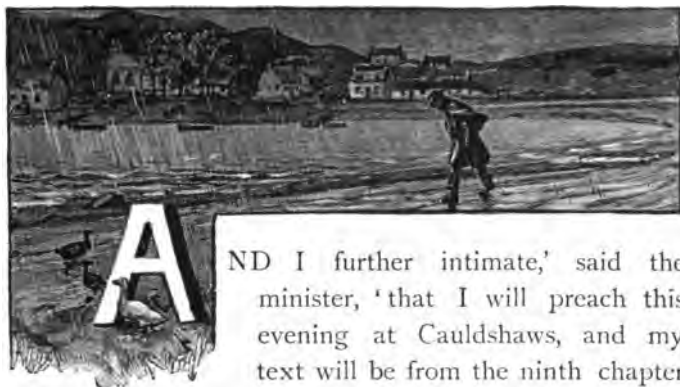 AND I further intimate,' said the
minister, 'that I will preach this
evening at Cauldshaws, and my
text will be from the ninth chapter